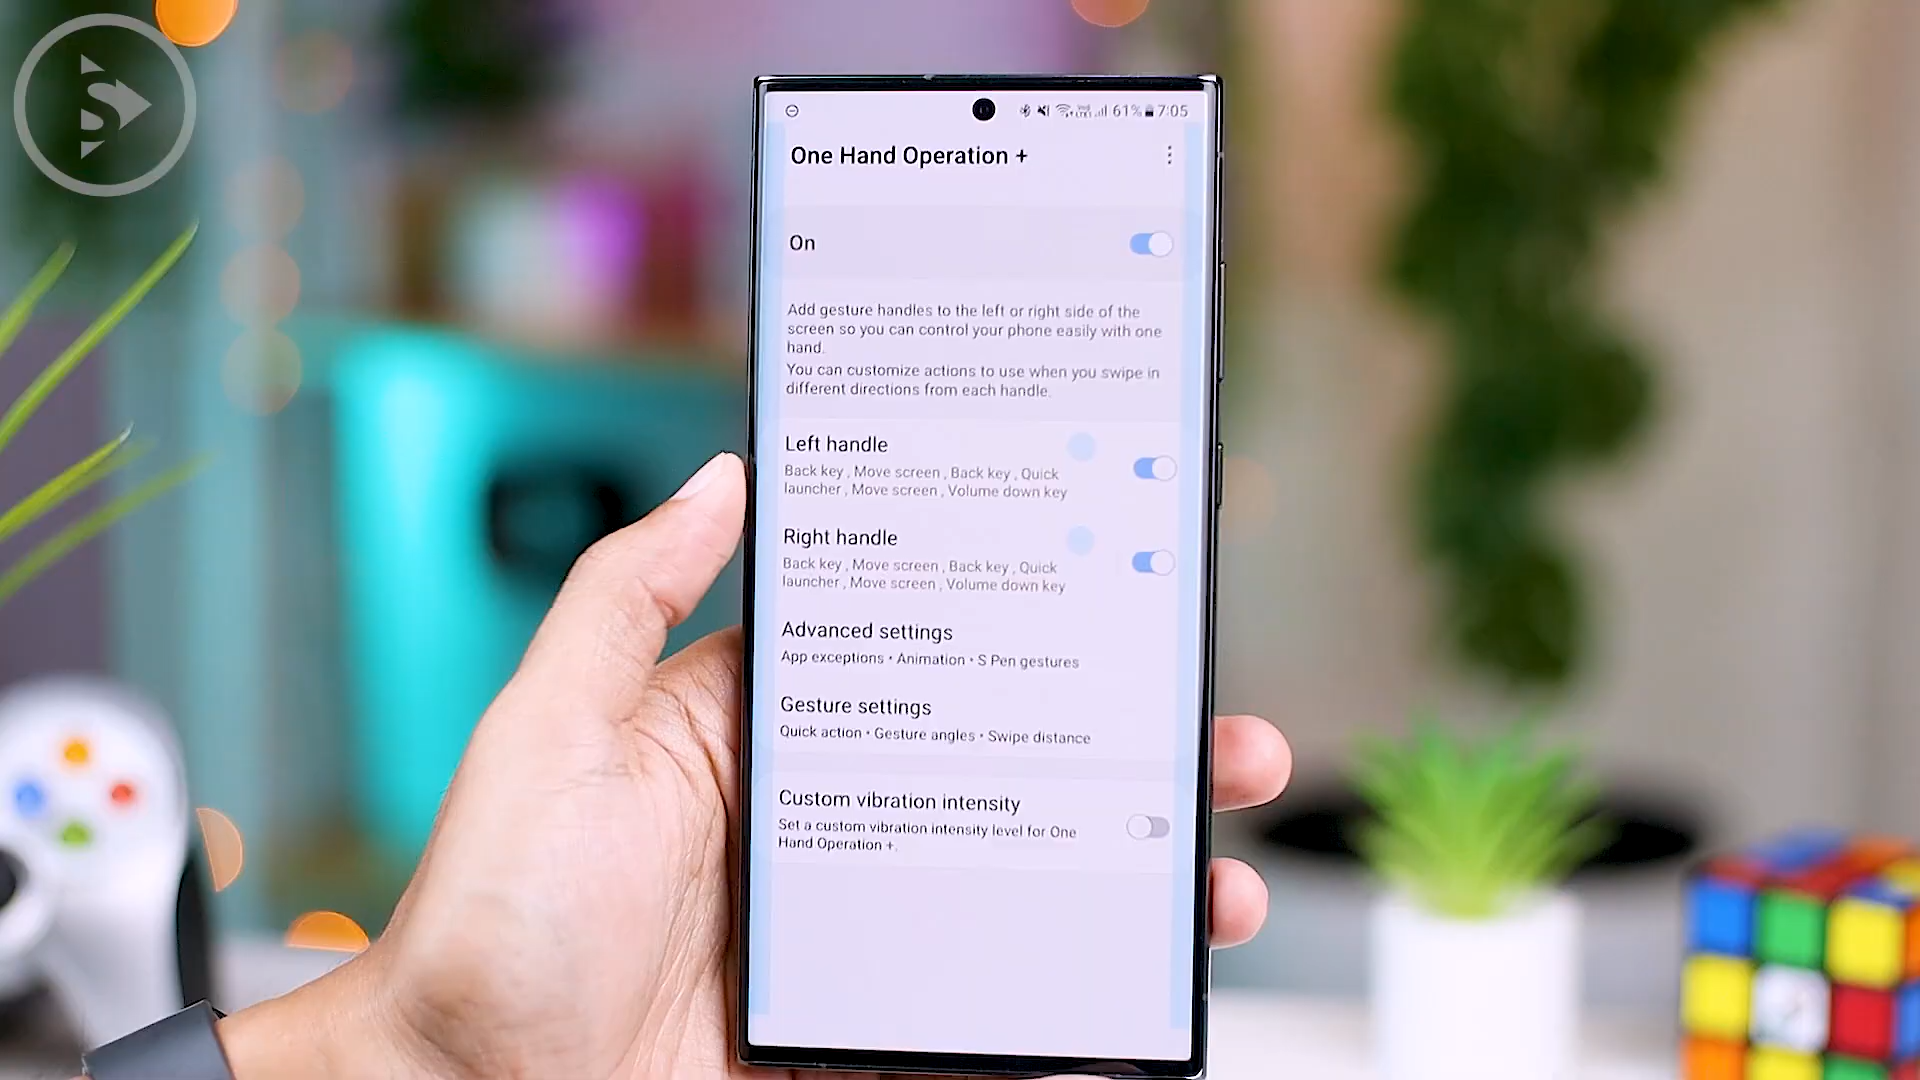 S
61% 7:05
One Hand Operation +
On
Add gesture handles to the left or right side of the
screen so you can control your phone easily with one
hand.
You can customize actions to use when you swipe in
different directions from each handle.
Left handle
Back key , Move screen , Back key , Quick
launcher , Move screen , Volume down key
Right handle
Back key , Move screen , Back key , Quick
launcher , Move screen , Volume down key
Advanced settings
App exceptions • Animation • S Pen gestures
Gesture settings
Quick action • Gesture angles • Swipe distance
Custom vibration intensity
Set a custom vibration intensity level for One
Hand Operation +.